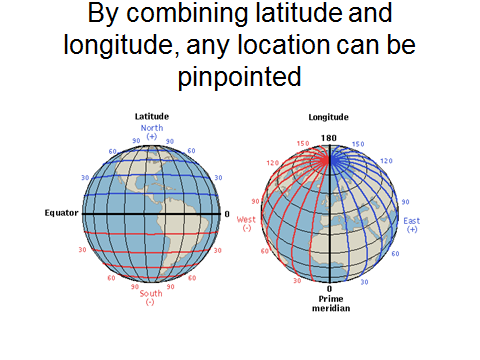 By combining latitude and
longitude, any location can be
pinpointed
Latitude
North
(+)
90 90
60 60
30 30
Equator 0
30 30
60 60
90 90
South
(-)
Longitude
180
150 150
120 120
90 90
West
(-)
East
(+)
60 60
30 30
0
Prime
meridian